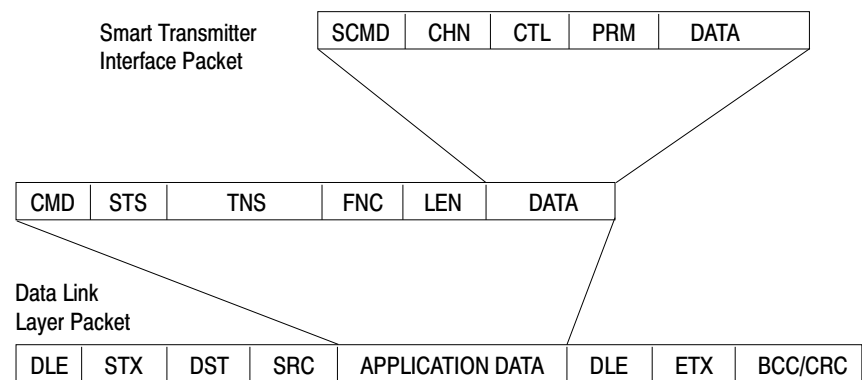 Smart Transmitter
Interface Packet
SCMD CHN CTL PRM DATA
CMD STS TNS FNC LEN DATA
Data Link
Layer Packet
DLE STX DST SRC APPLICATION DATA DLE ETX BCC/CRC